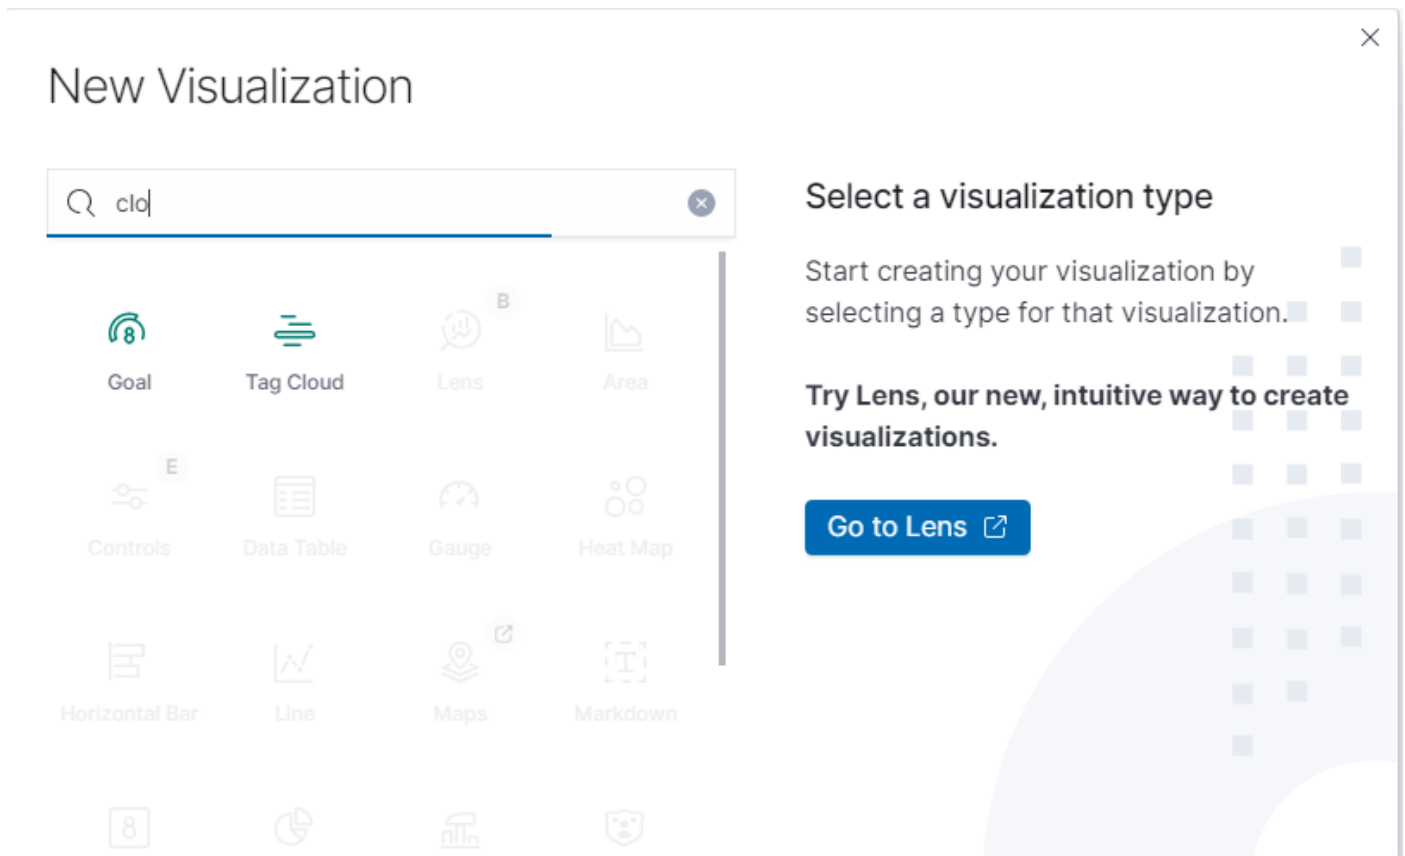 New Visualization
clo
Select a visualization type
Start creating your visualization by
selecting a type for that visualization.
Try Lens, our new, intuitive way to create
visualizations.
Go to Lens
8
Goal
Tag Cloud
B
Lens
Area
E
Controls
Data Table
Gauge
Heat Map
Horizontal Bar
Line
Maps
T
Markdown
8